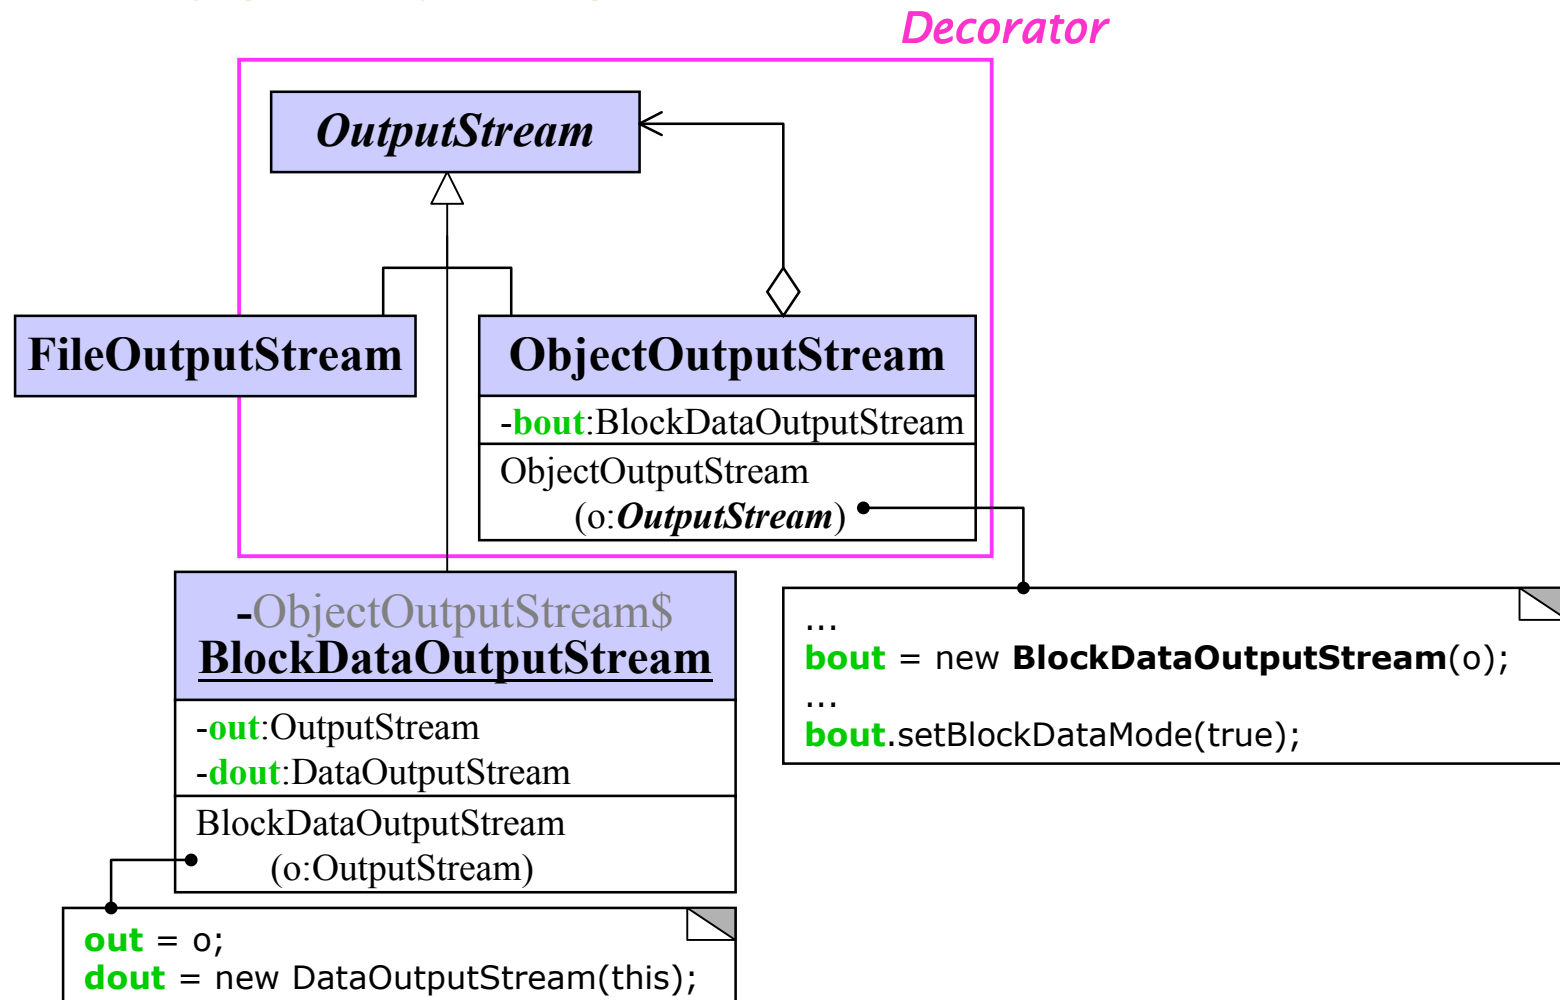 Decorator
OutputStream
FileOutputStream
ObjectOutputStream
-bout:BlockDataOutputStream
ObjectOutputStream
(o:OutputStream)
-ObjectOutputStream$
BlockDataOutputStream
-out:OutputStream
-dout:DataOutputStream
BlockDataOutputStream
(o:OutputStream)
...
bout = new BlockDataOutputStream(o);
...
bout.setBlockDataMode(true);
out = o;
dout = new DataOutputStream(this);